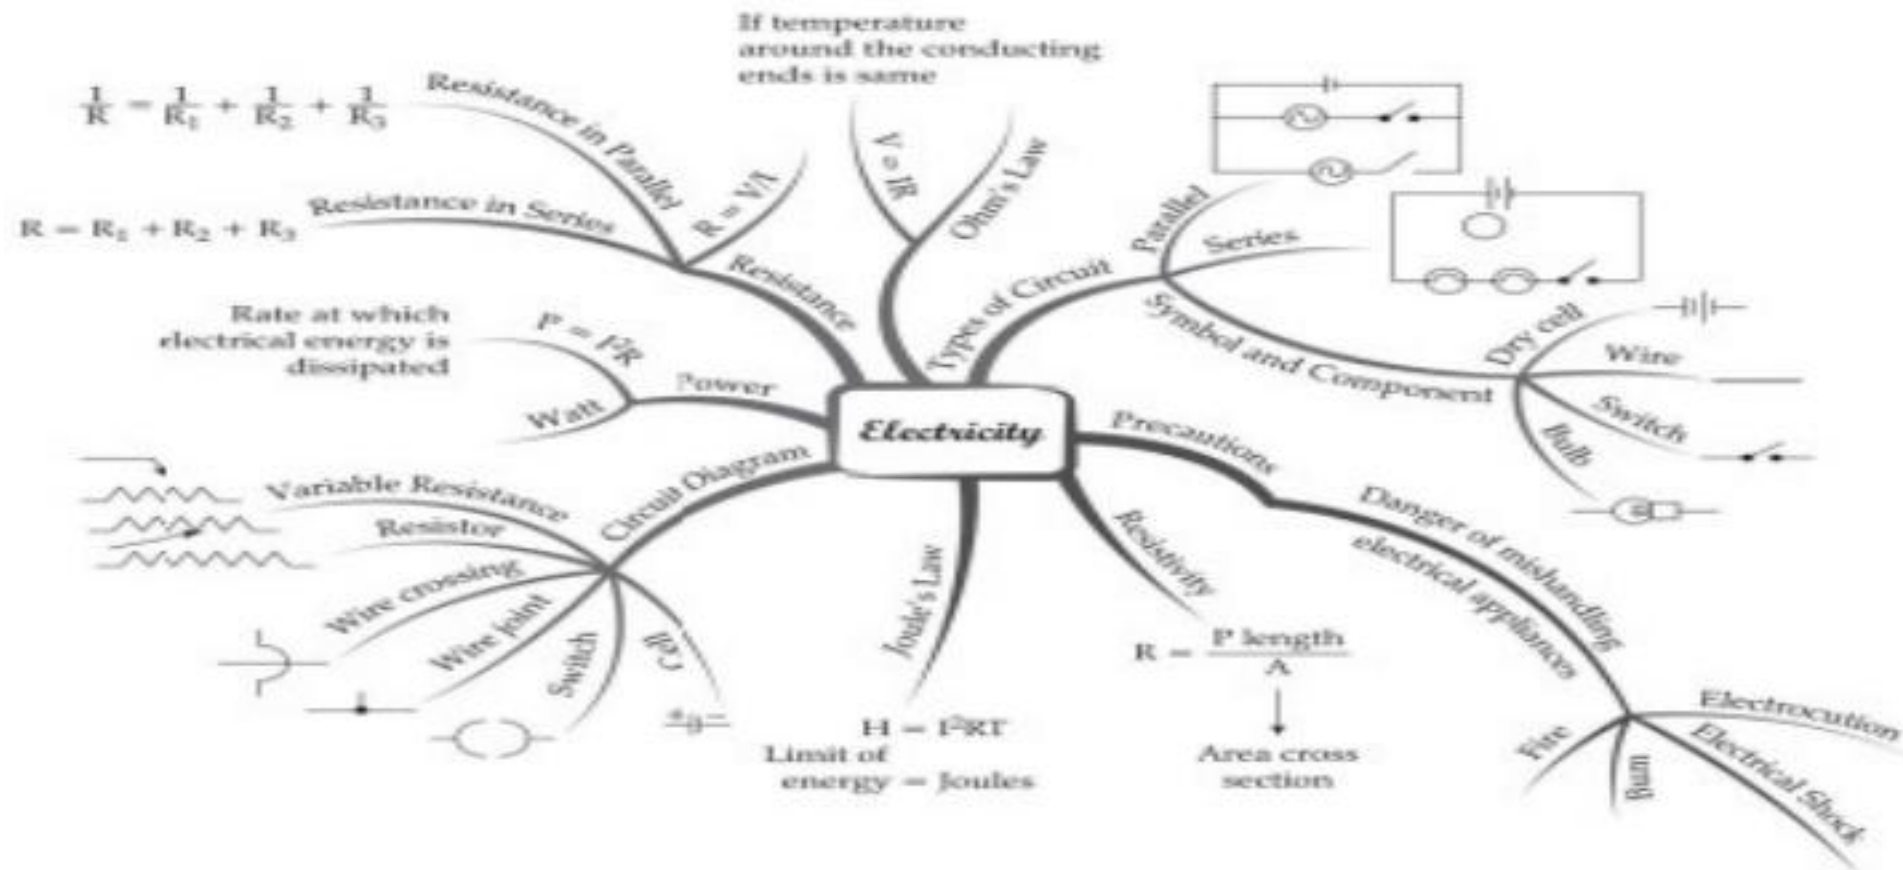 If temperature
around the conducting
ends is same
V = IR
Ohm's Law
1/R = 1/R₁ + 1/R₂ + 1/R₃
Resistance in Parallel
R = R₁ + R₂ + R₃
Resistance in Series
R = V/I
Resistance
Types of Circuit
Parallel
Series
Symbol and Component
Dry cell
Wire
Switch
Bulb
Rate at which
electrical energy is
dissipated
P = I²R
Watt
Power
Electricity
Precautions
Danger of mishandling
electrical appliances
Electrocution
Electrical Shock
Fire
Resistivity
R = P length
A
Area cross
section
Joule's Law
H = I²RT
Limit of
energy = Joules
Circuit Diagram
Variable Resistance
Resistor
Wire crossing
Wire joint
Switch
Cell
+ −